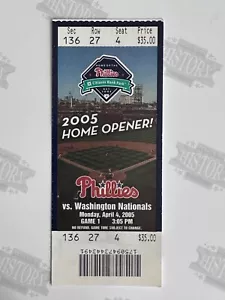 Sec Row Seat Price
136 27 4 $35.00
Phillies
Citizens Bank Park
2005
HOME OPENER!
Phillies
vs. Washington Nationals
Monday, April 4, 2005
GAME 1 3:05 PM
NO REFUND. GAME TIME SUBJECT TO CHANGE.
136 27 4 $35.00